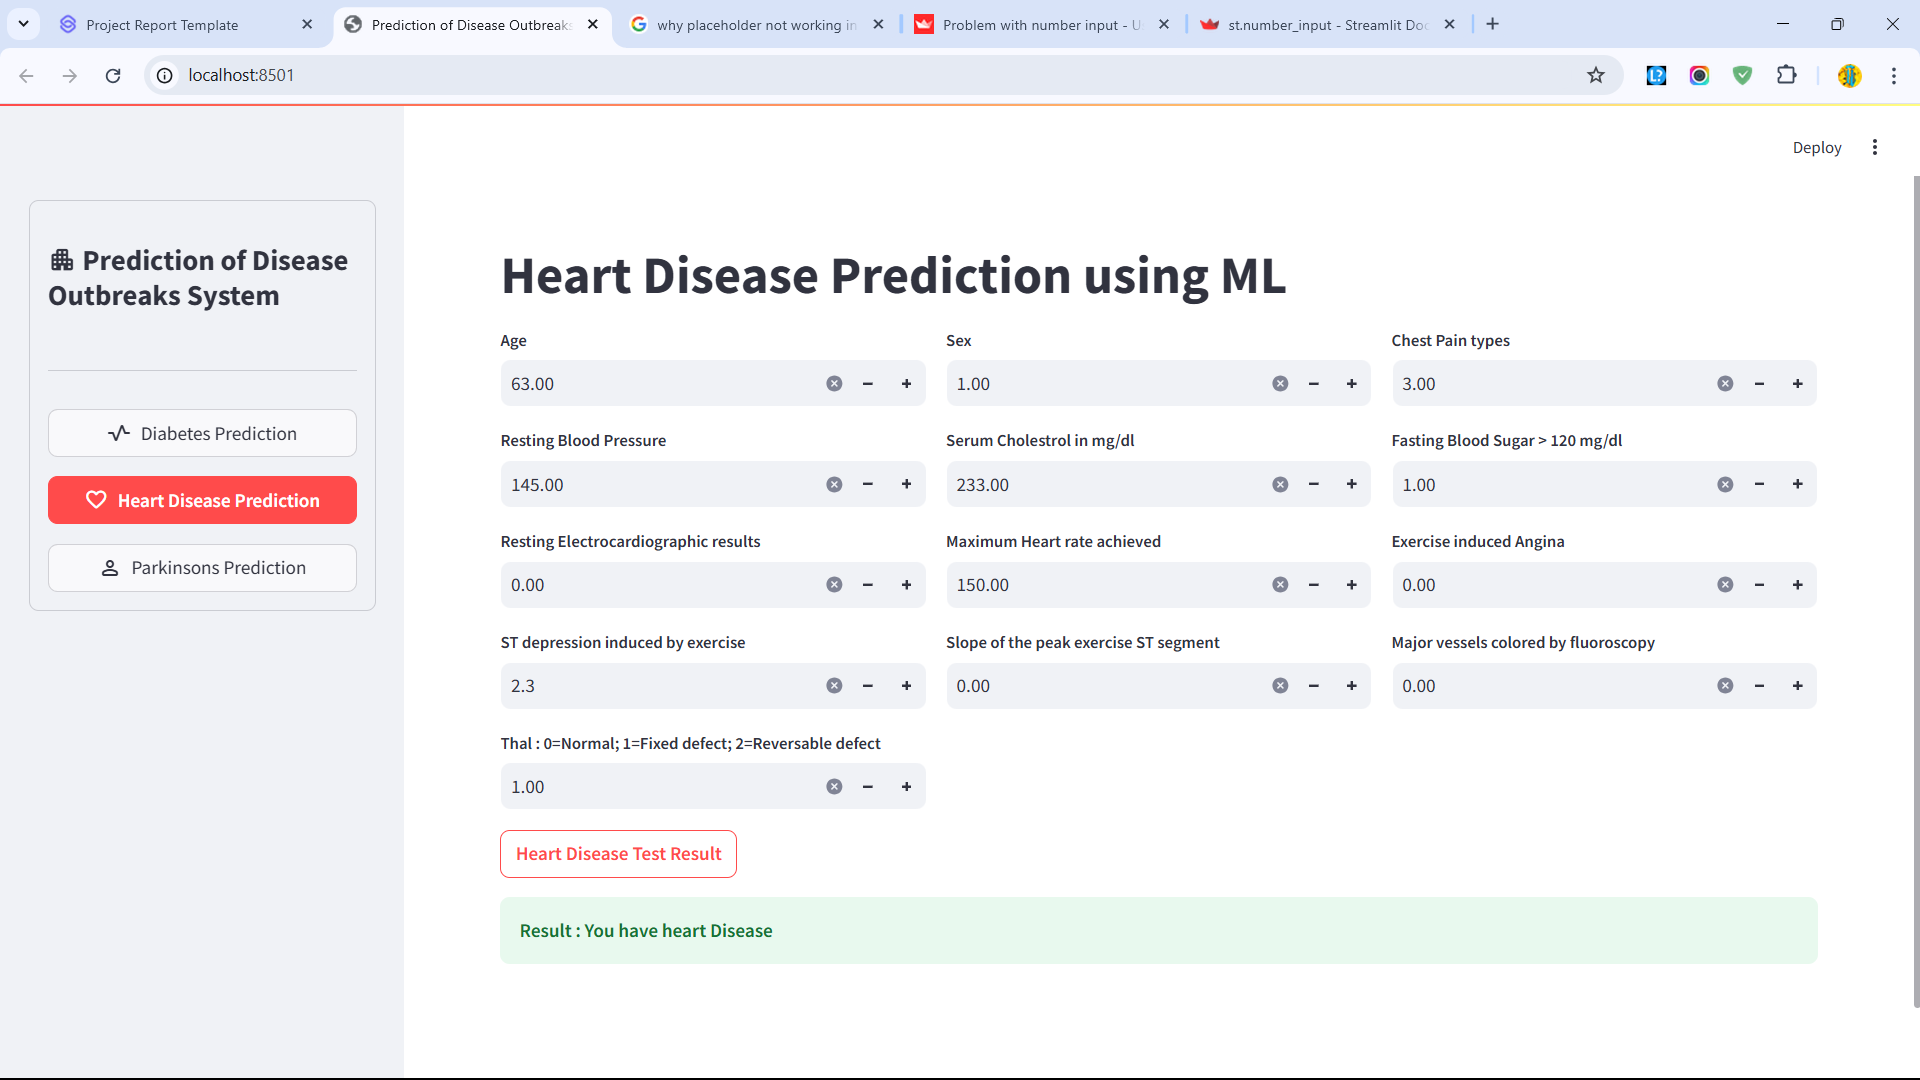 Project Report Template
Prediction of Disease Outbreaks
why placeholder not working in
Problem with number input - U
st.number_input - Streamlit Doc
localhost:8501
Deploy
Prediction of Disease
Outbreaks System
Diabetes Prediction
Heart Disease Prediction
Parkinsons Prediction
Heart Disease Prediction using ML
Age
63.00
Sex
1.00
Chest Pain types
3.00
Resting Blood Pressure
145.00
Serum Cholestrol in mg/dl
233.00
Fasting Blood Sugar > 120 mg/dl
1.00
Resting Electrocardiographic results
0.00
Maximum Heart rate achieved
150.00
Exercise induced Angina
0.00
ST depression induced by exercise
2.3
Slope of the peak exercise ST segment
0.00
Major vessels colored by fluoroscopy
0.00
Thal : 0=Normal; 1=Fixed defect; 2=Reversable defect
1.00
Heart Disease Test Result
Result : You have heart Disease